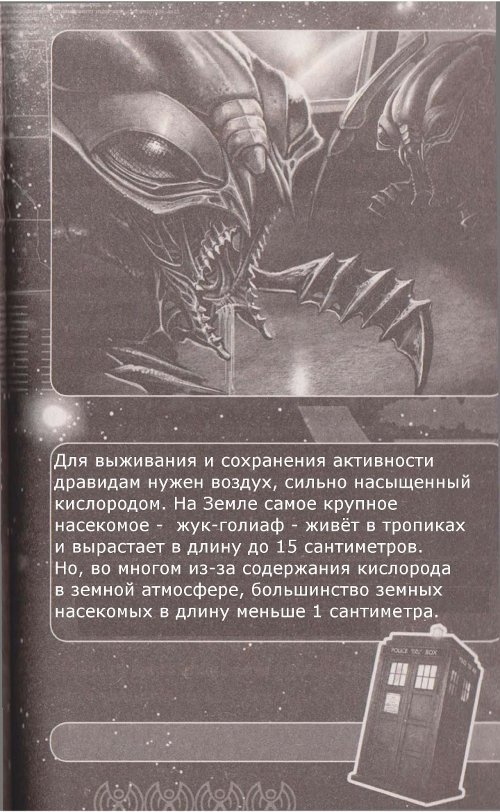 Для выживания и сохранения активности
дравидам нужен воздух, сильно насыщенный
кислородом. На Земле самое крупное
насекомое - жук-голиаф - живёт в тропиках
и вырастает в длину до 15 сантиметров.
Но, во многом из-за содержания кислорода
в земной атмосфере, большинство земных
насекомых в длину меньше 1 сантиметра.
POLICE BOX